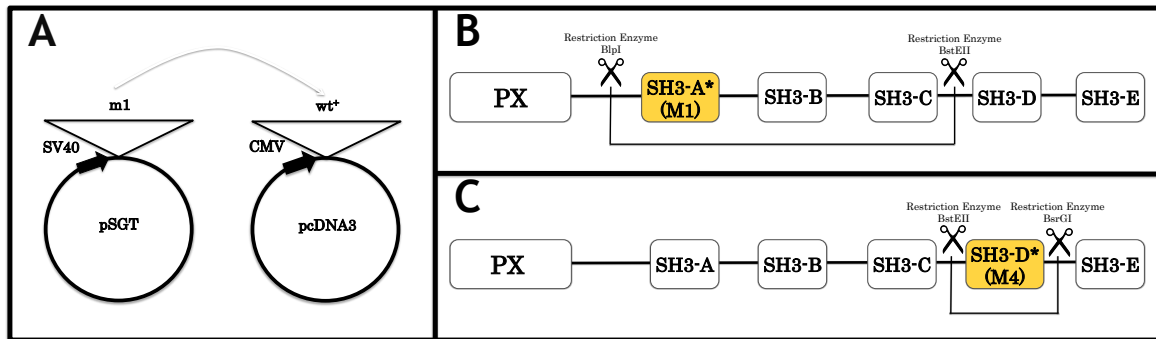 A
m1
wt+
SV40
CMV
pSGT
pcDNA3
B
Restriction Enzyme
BlpI
Restriction Enzyme
BstEII
PX
SH3-A*
(M1)
SH3-B
SH3-C
SH3-D
SH3-E
C
Restriction Enzyme
BstEII
Restriction Enzyme
BsrGI
PX
SH3-A
SH3-B
SH3-C
SH3-D*
(M4)
SH3-E